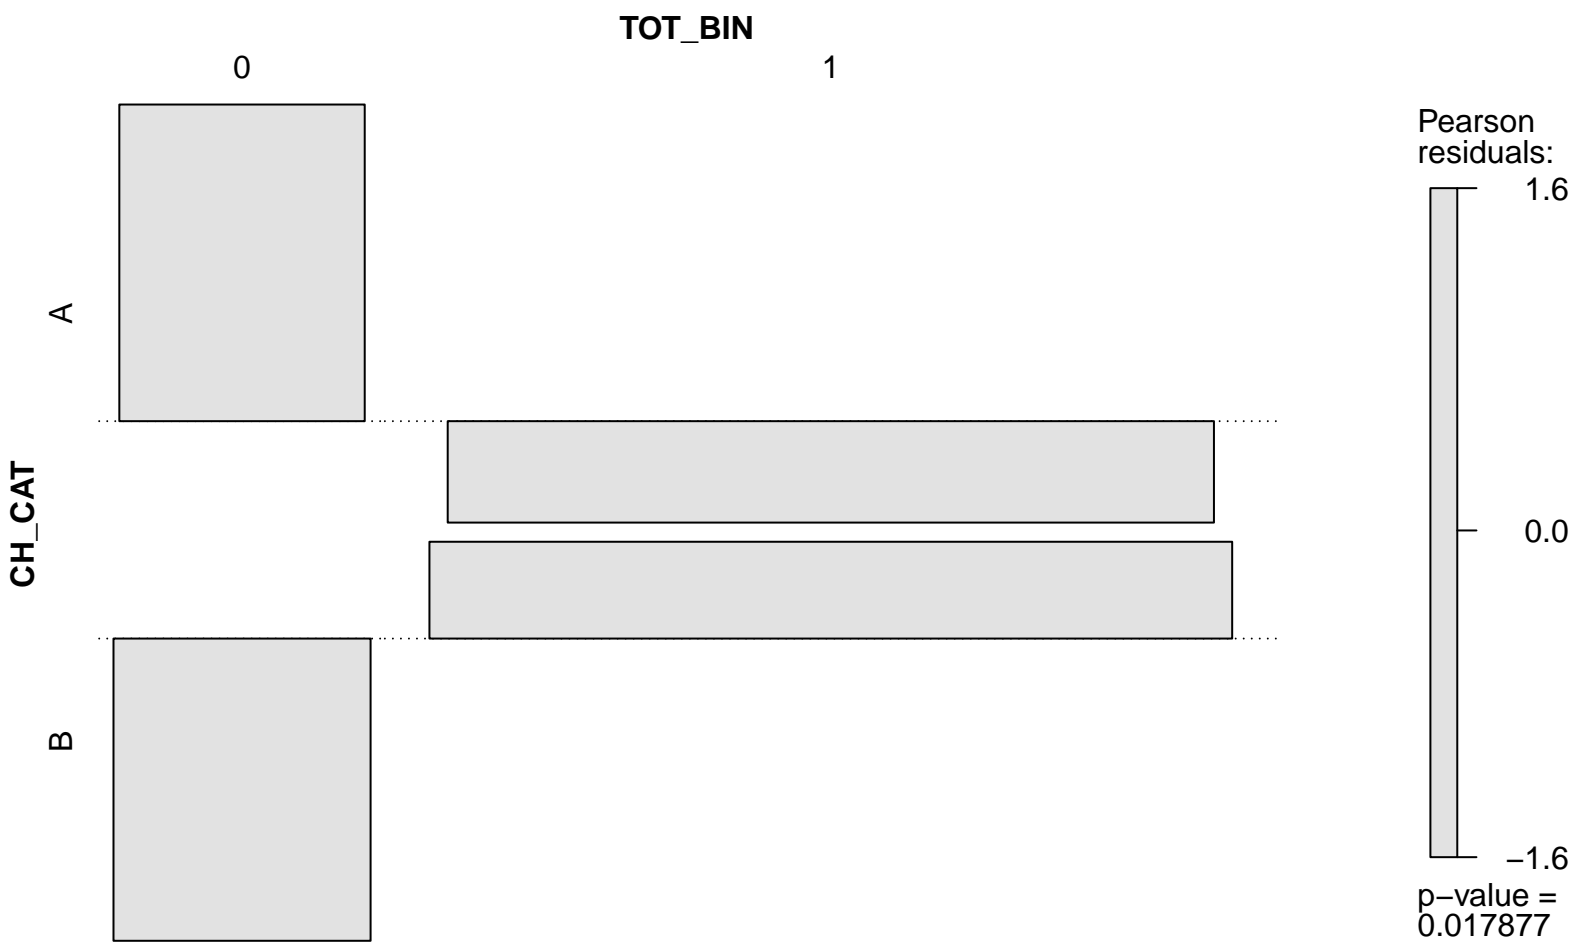 TOT_BIN
0 1
A
CH_CAT
B
Pearson
residuals:
1.6
0.0
−1.6
p−value =
0.017877